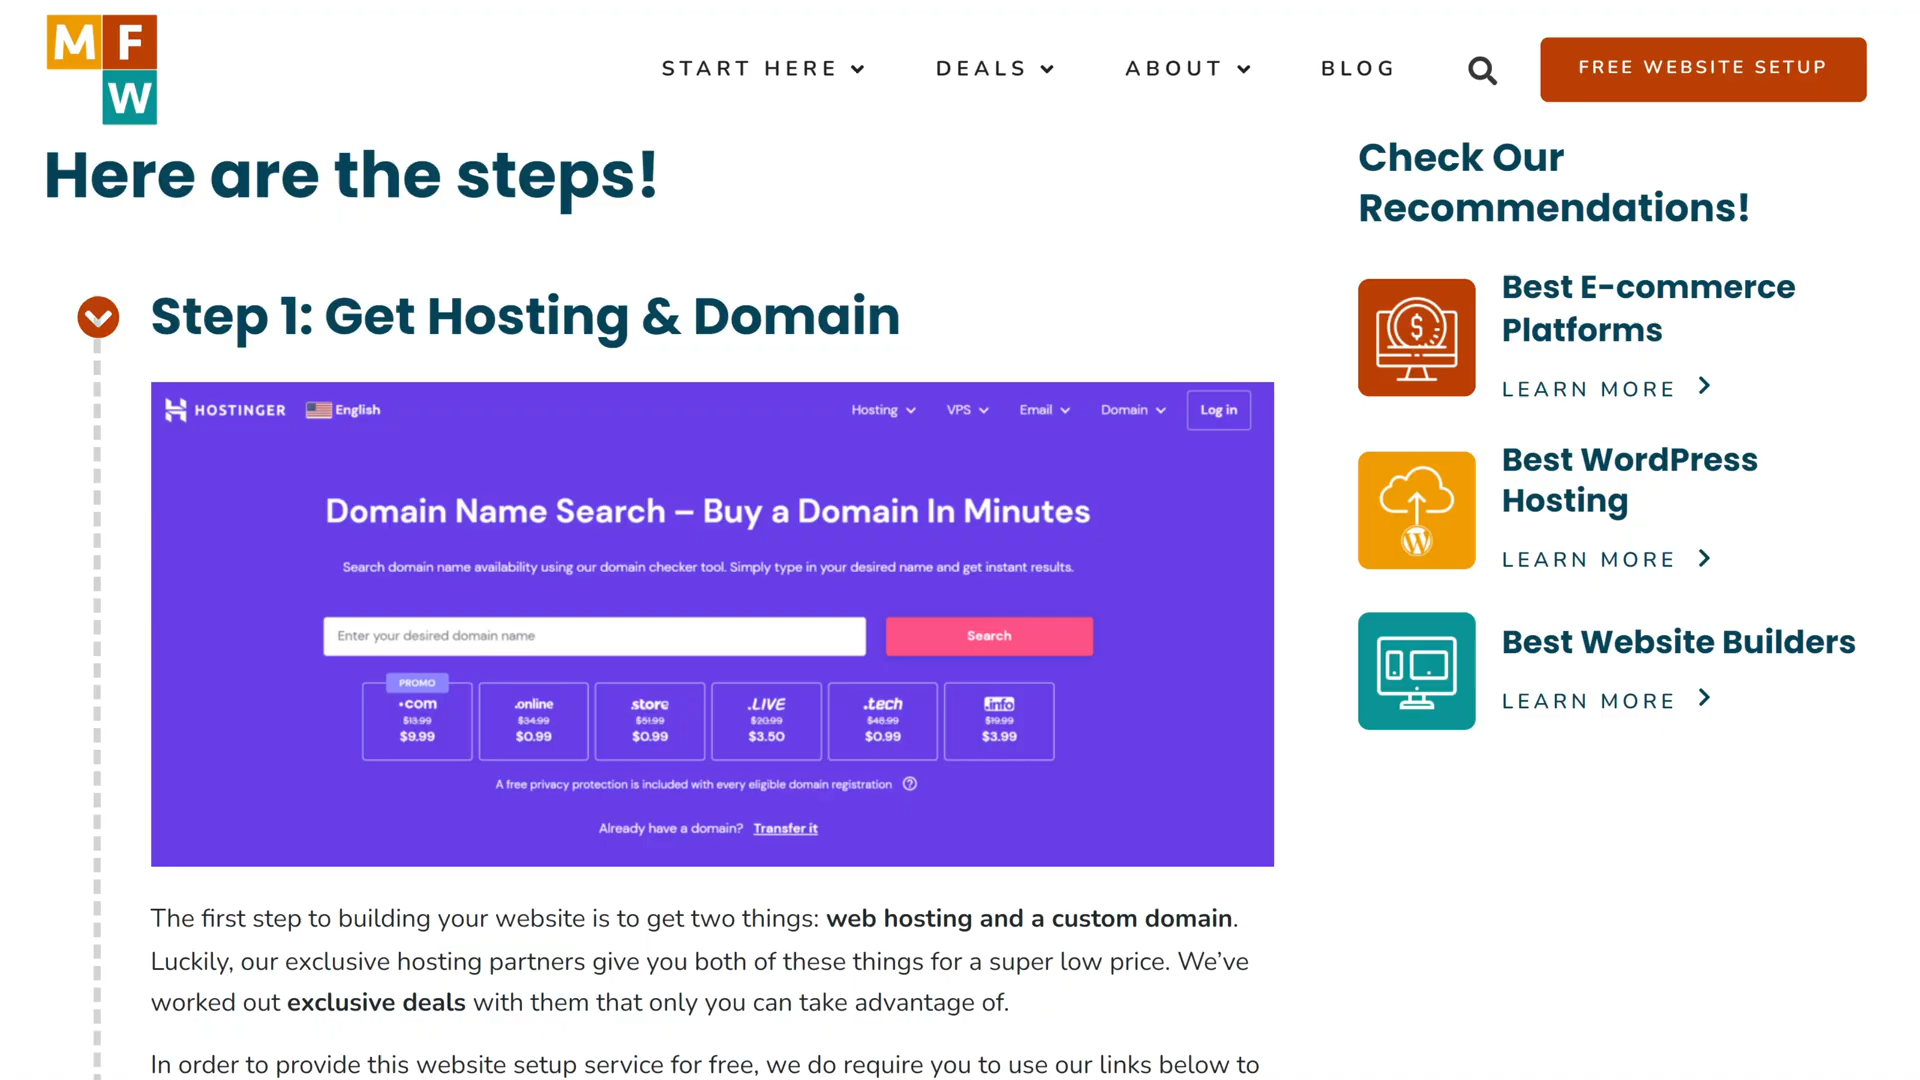 M F
W
START HERE
DEALS
ABOUT
BLOG
FREE WEBSITE SETUP
Here are the steps!
Step 1: Get Hosting & Domain
HOSTINGER
English
Hosting
VPS
Email
Domain
Log in
Domain Name Search – Buy a Domain In Minutes
Search domain name availability using our domain checker tool. Simply type in your desired name and get instant results.
Enter your desired domain name
Search
PROMO
.com
$13.99
$9.99
.online
$34.99
$0.99
.store
$51.99
$0.99
.LIVE
$20.99
$3.50
.tech
$48.99
$0.99
.info
$19.99
$3.99
A free privacy protection is included with every eligible domain registration ?
Already have a domain? Transfer it
The first step to building your website is to get two things: web hosting and a custom domain.
Luckily, our exclusive hosting partners give you both of these things for a super low price. We’ve
worked out exclusive deals with them that only you can take advantage of.
In order to provide this website setup service for free, we do require you to use our links below to
Check Our
Recommendations!
Best E-commerce
Platforms
LEARN MORE
Best WordPress
Hosting
LEARN MORE
Best Website Builders
LEARN MORE